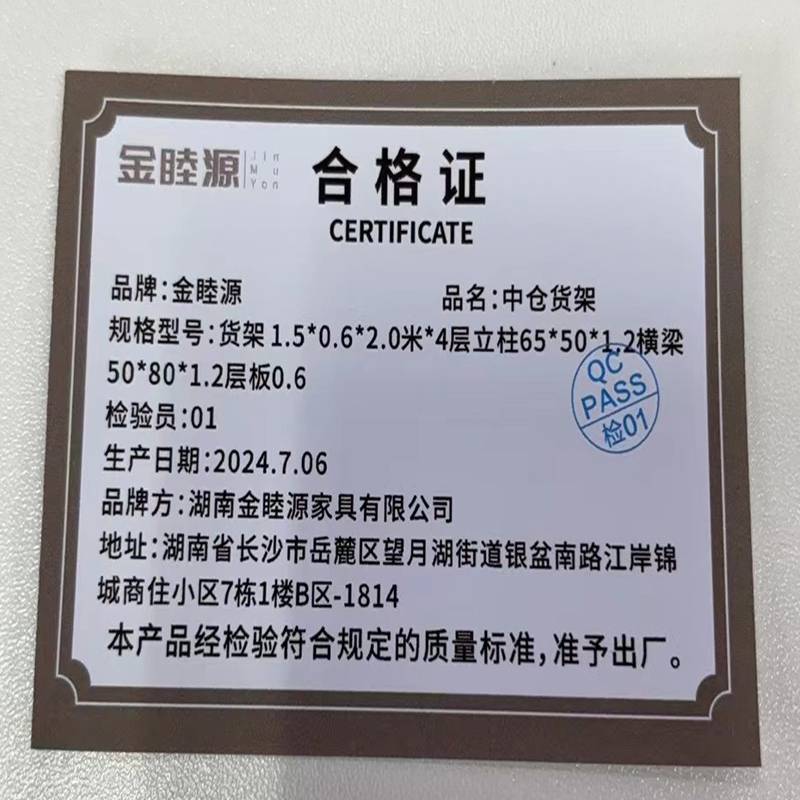 金睦源 Jin Mu Yon 合格证
CERTIFICATE
品牌:金睦源 品名:中仓货架
规格型号:货架1.5*0.6*2.0米*4层立柱65*50*1.2横梁
50*80*1.2层板0.6
QC
PASS
检01
检验员:01
生产日期:2024.7.06
品牌方:湖南金睦源家具有限公司
地址:湖南省长沙市岳麓区望月湖街道银盆南路江岸锦
城商住小区7栋1楼B区-1814
本产品经检验符合规定的质量标准,准予出厂。